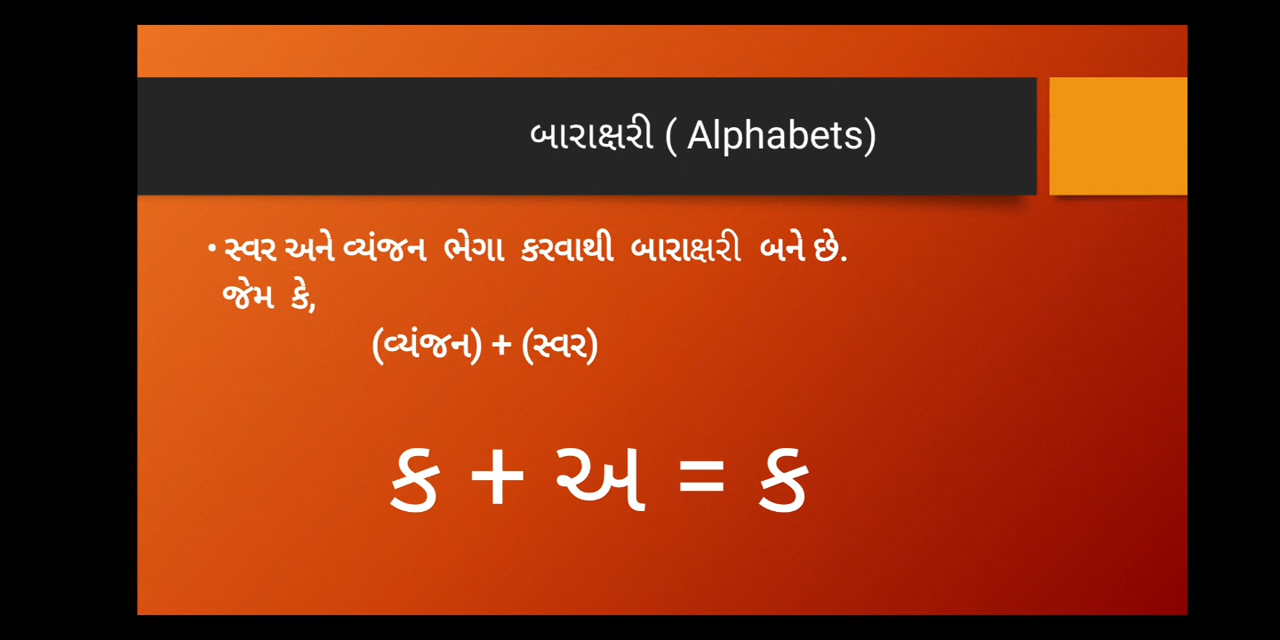 બારાક્ષરી ( Alphabets)
• સ્વર અને વ્યંજન ભેગા કરવાથી બારાક્ષરી બને છે.
જેમ કે,
(વ્યંજન) + (સ્વર)
ક + અ = ક